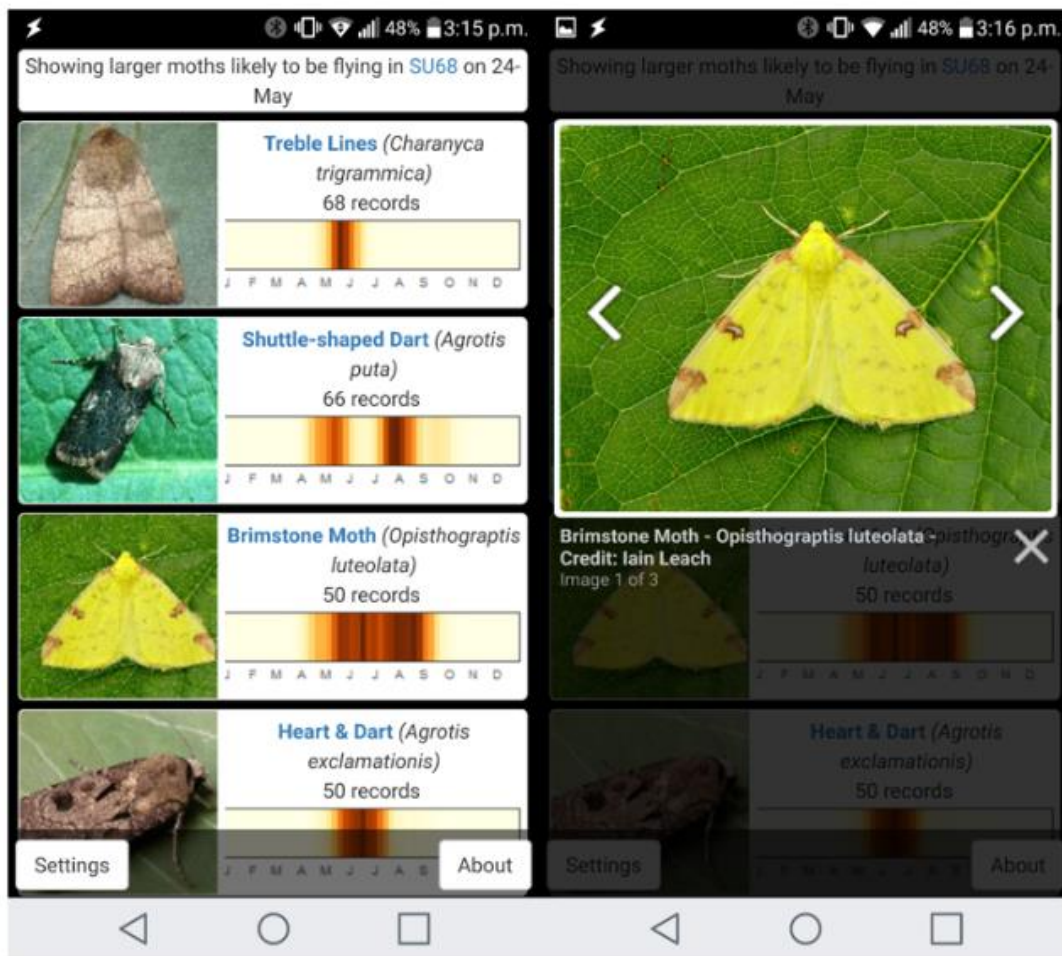 48% 3:15 p.m.
Showing larger moths likely to be flying in SU68 on 24-
May
Treble Lines (Charanyca
trigrammica)
68 records
J F M A M J J A S O N D
Shuttle-shaped Dart (Agrotis
puta)
66 records
J F M A M J J A S O N D
Brimstone Moth (Opisthograptis
luteolata)
50 records
J F M A M J J A S O N D
Heart & Dart (Agrotis
exclamationis)
50 records
J F M A M J J A S
Settings
About
48% 3:16 p.m.
Showing larger moths likely to be flying in SU68 on 24-
May
Brimstone Moth - Opisthograptis luteolata -
Credit: Iain Leach
Image 1 of 3
luteolata)
50 records
J F M A M J J A S O N D
Heart & Dart (Agrotis
exclamationis)
50 records
Settings
About